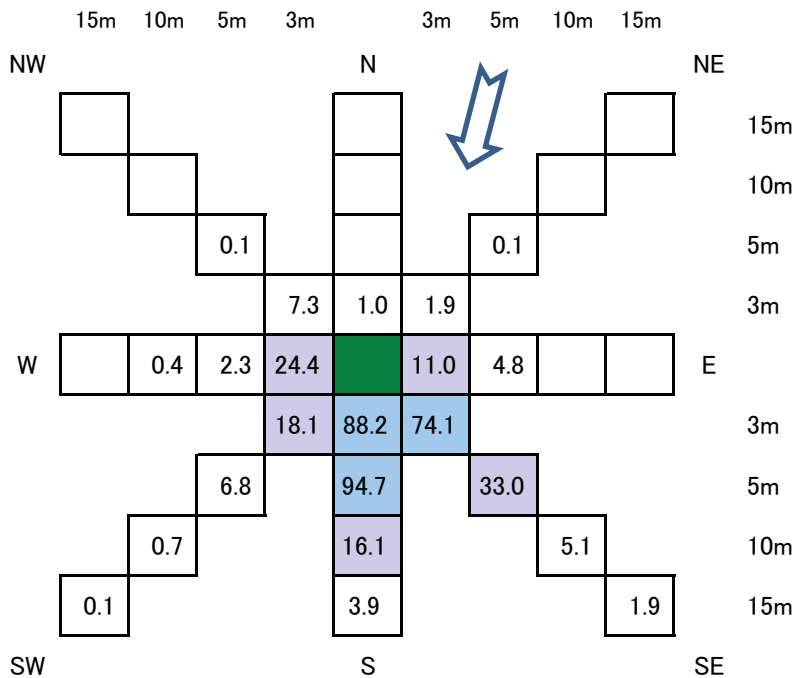 15m 10m 5m 3m 3m 5m 10m 15m
NW N NE
15m
10m
0.1 0.1 5m
7.3 1.0 1.9 3m
W 0.4 2.3 24.4 11.0 4.8 E
18.1 88.2 74.1 3m
6.8 94.7 33.0 5m
0.7 16.1 5.1 10m
0.1 3.9 1.9 15m
SW S SE